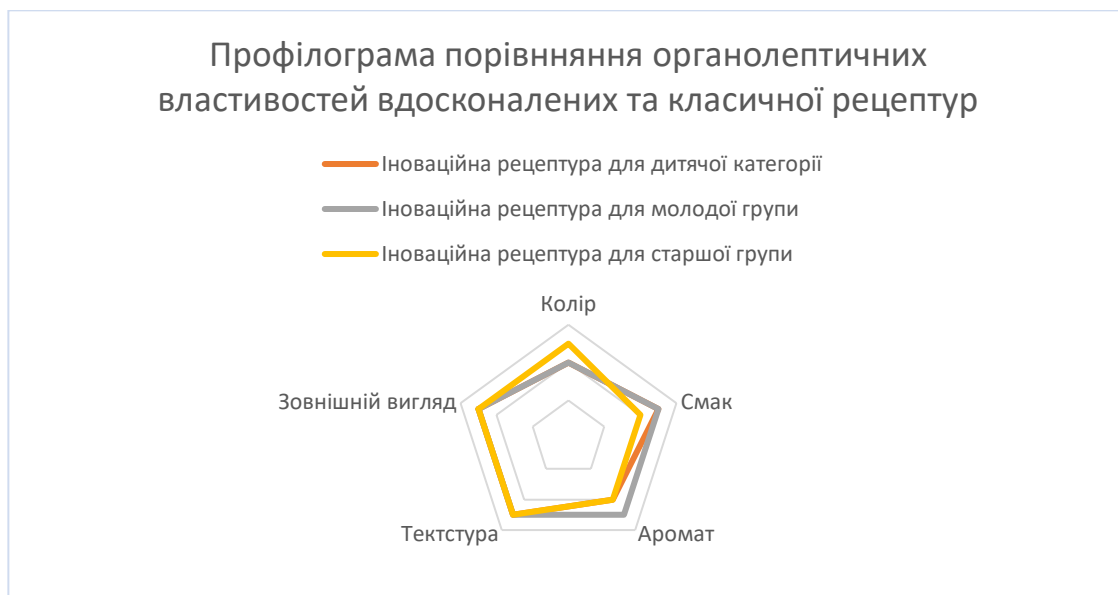 Профілограма порівнняння органолептичних
властивостей вдосконалених та класичної рецептур
Іноваційна рецептура для дитячої категорії
Іноваційна рецептура для молодої групи
Іноваційна рецептура для старшої групи
Колір
Зовнішній вигляд
Смак
Тектстура
Аромат